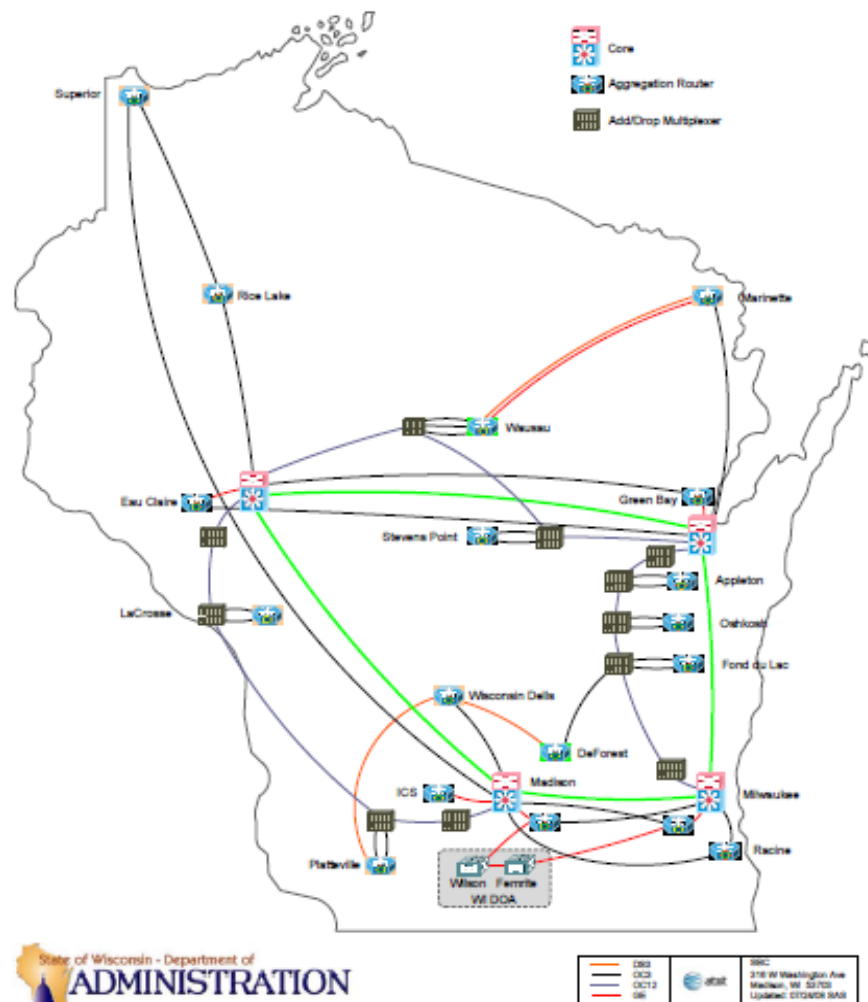 Core
Aggregation Router
Add/Drop Multiplexer
Superior
Rice Lake
Marinette
Wausau
Eau Claire
Green Bay
Stevens Point
Appleton
LaCrosse
Oshkosh
Fond du Lac
Wisconsin Dells
DeForest
Madison
ICS
Milwaukee
Racine
Platteville
Wilson
Femrite
WI DOA
State of Wisconsin - Department of
ADMINISTRATION
DS3
OC3
OC12
GE
at&t
SBC
316 W Washington Ave
Madison, WI 53703